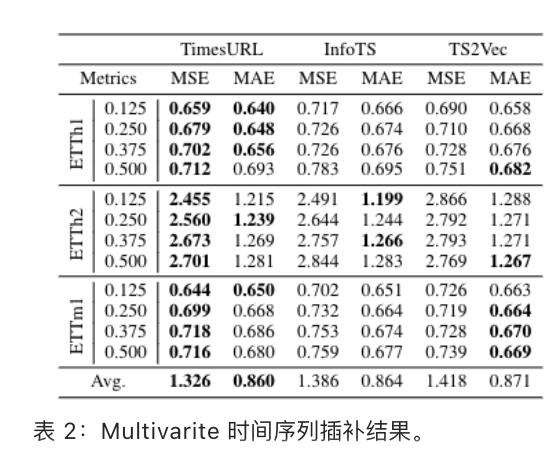 TimesURL InfoTS TS2Vec
Metrics MSE MAE MSE MAE MSE MAE
ETTh1
0.125 0.659 0.640 0.717 0.666 0.690 0.658
0.250 0.679 0.648 0.726 0.674 0.710 0.668
0.375 0.702 0.656 0.726 0.676 0.728 0.676
0.500 0.712 0.693 0.783 0.695 0.751 0.682
ETTh2
0.125 2.455 1.215 2.491 1.199 2.866 1.288
0.250 2.560 1.239 2.644 1.244 2.792 1.271
0.375 2.673 1.269 2.757 1.266 2.793 1.271
0.500 2.701 1.281 2.844 1.283 2.769 1.267
ETTm1
0.125 0.644 0.650 0.702 0.651 0.726 0.663
0.250 0.699 0.668 0.732 0.664 0.719 0.664
0.375 0.718 0.686 0.753 0.674 0.728 0.670
0.500 0.716 0.680 0.759 0.677 0.739 0.669
Avg. 1.326 0.860 1.386 0.864 1.418 0.871
表 2：Multivarite 时间序列插补结果。